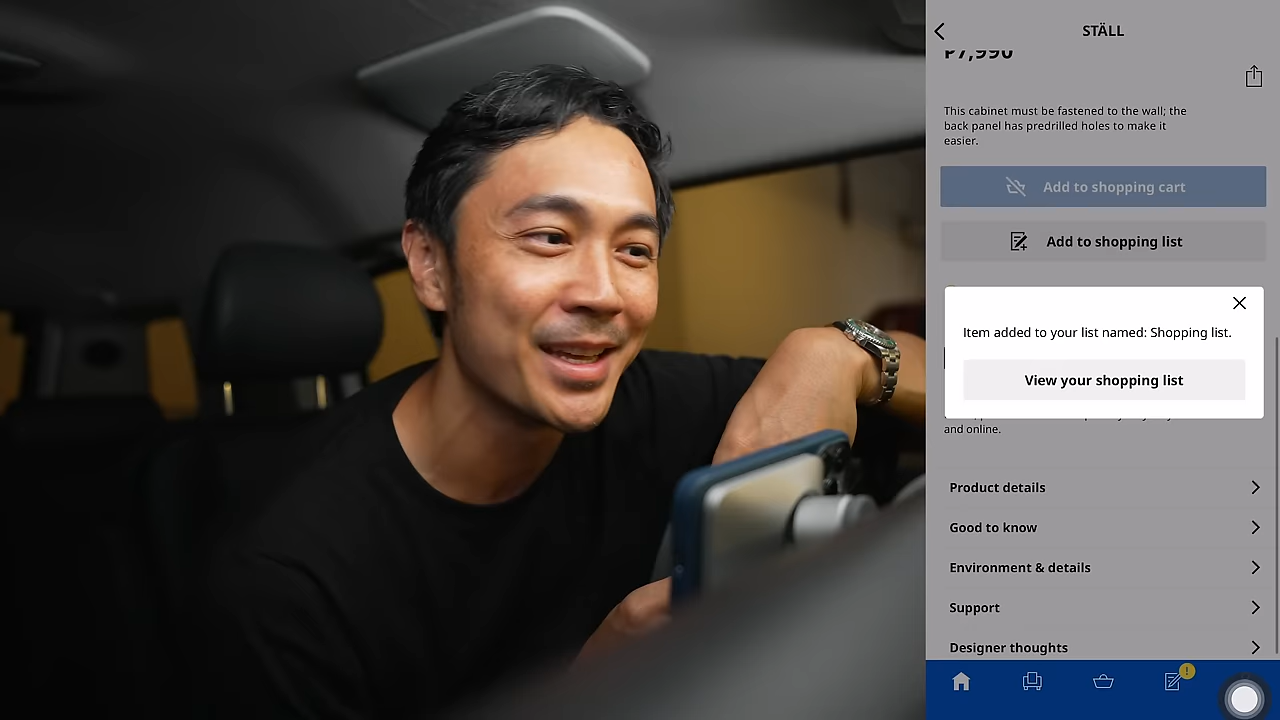 STÄLL
₱7,990
This cabinet must be fastened to the wall; the
back panel has predrilled holes to make it
easier.
Add to shopping cart
Add to shopping list
Item added to your list named: Shopping list.
View your shopping list
and online.
Product details
Good to know
Environment & details
Support
Designer thoughts
!